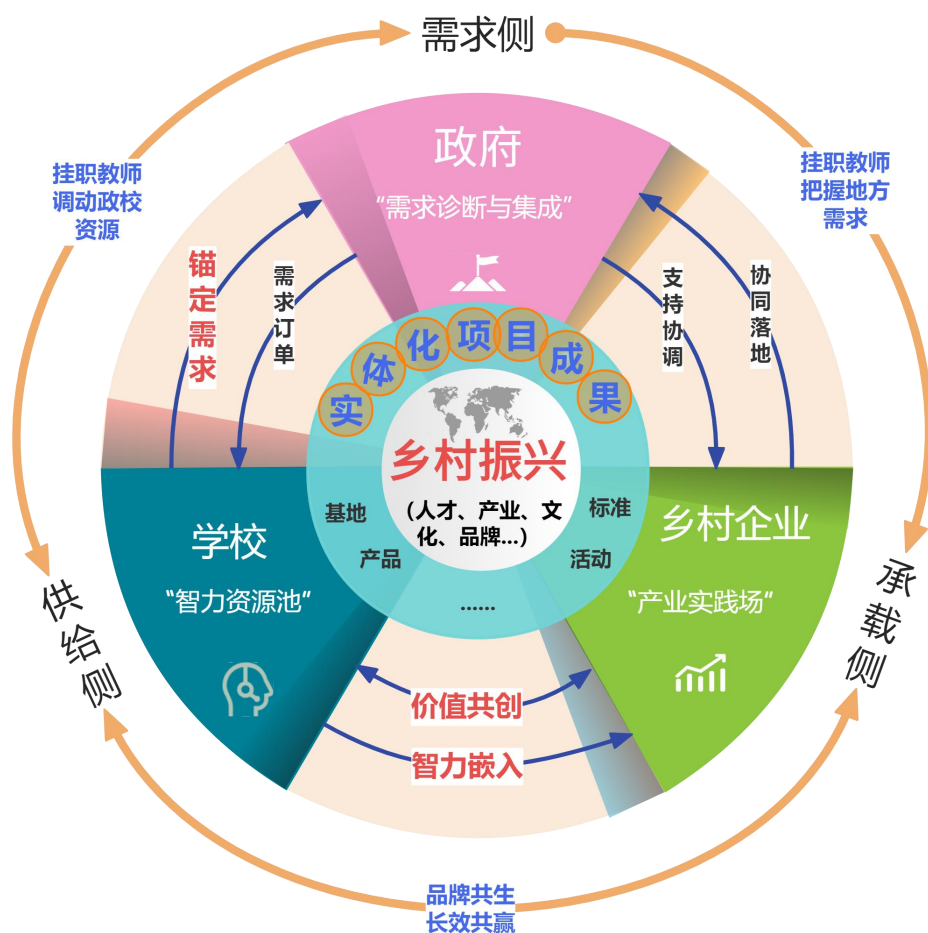 需求侧
政府
“需求诊断与集成”
挂职教师
调动政校
资源
挂职教师
把握地方
需求
锚定需求
需求订单
支持协调
协同落地
实体化项目成果
乡村振兴
（人才、产业、文
化、品牌...）
基地
产品
标准
活动
......
学校
“智力资源池”
乡村企业
“产业实践场”
供给侧
承载侧
价值共创
智力嵌入
品牌共生
长效共赢